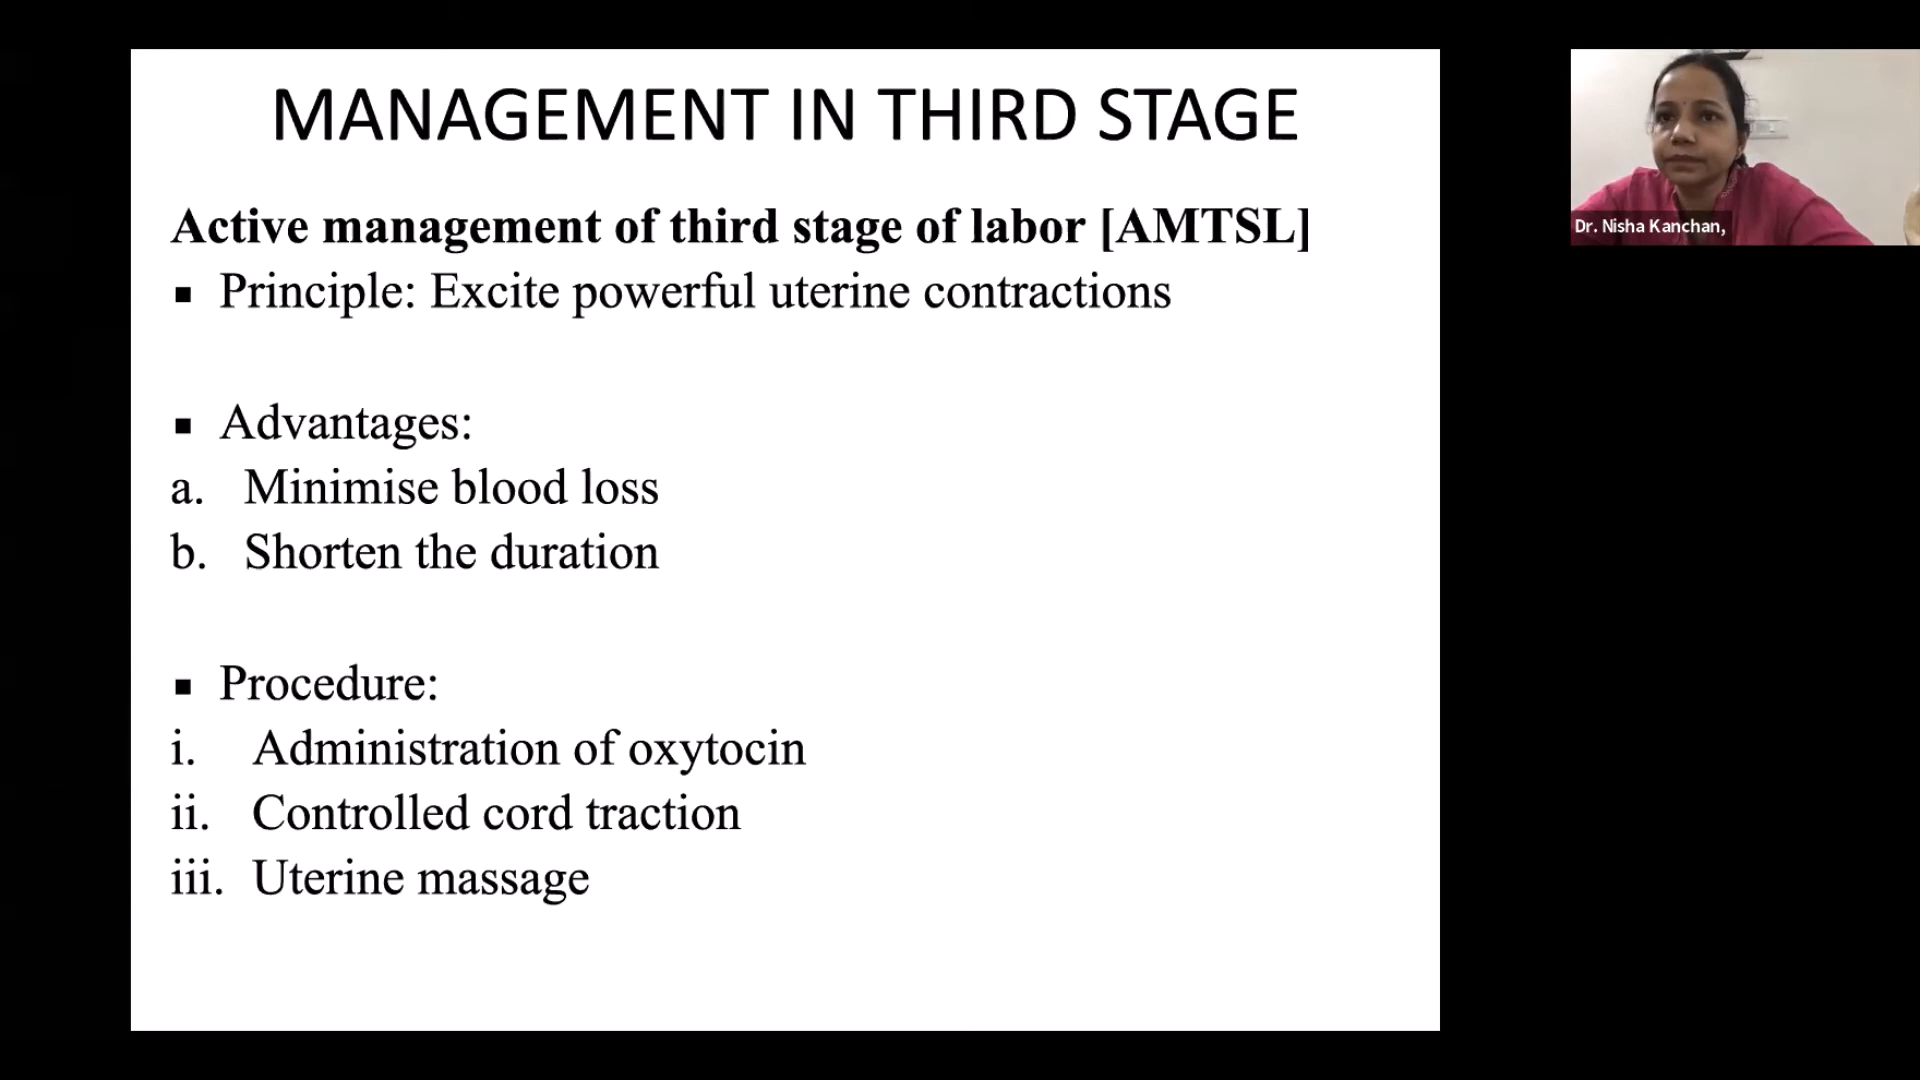 MANAGEMENT IN THIRD STAGE
Active management of third stage of labor [AMTSL]
▪ Principle: Excite powerful uterine contractions
▪ Advantages:
a. Minimise blood loss
b. Shorten the duration
▪ Procedure:
i. Administration of oxytocin
ii. Controlled cord traction
iii. Uterine massage
Dr. Nisha Kanchan,